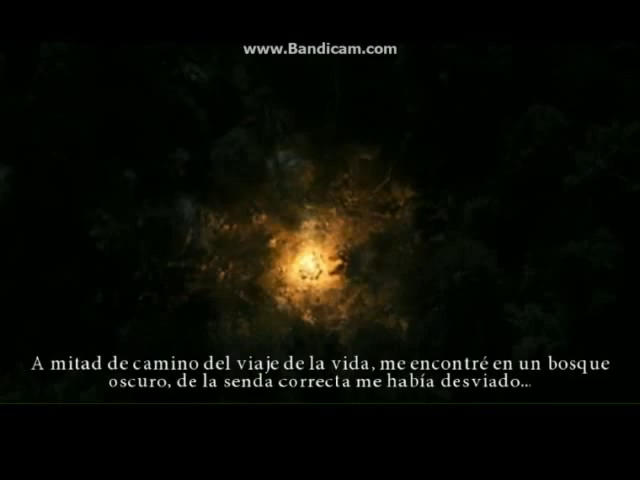 www.Bandicam.com
A mitad de camino del viaje de la vida, me encontré en un bosque
oscuro, de la senda correcta me había desviado...